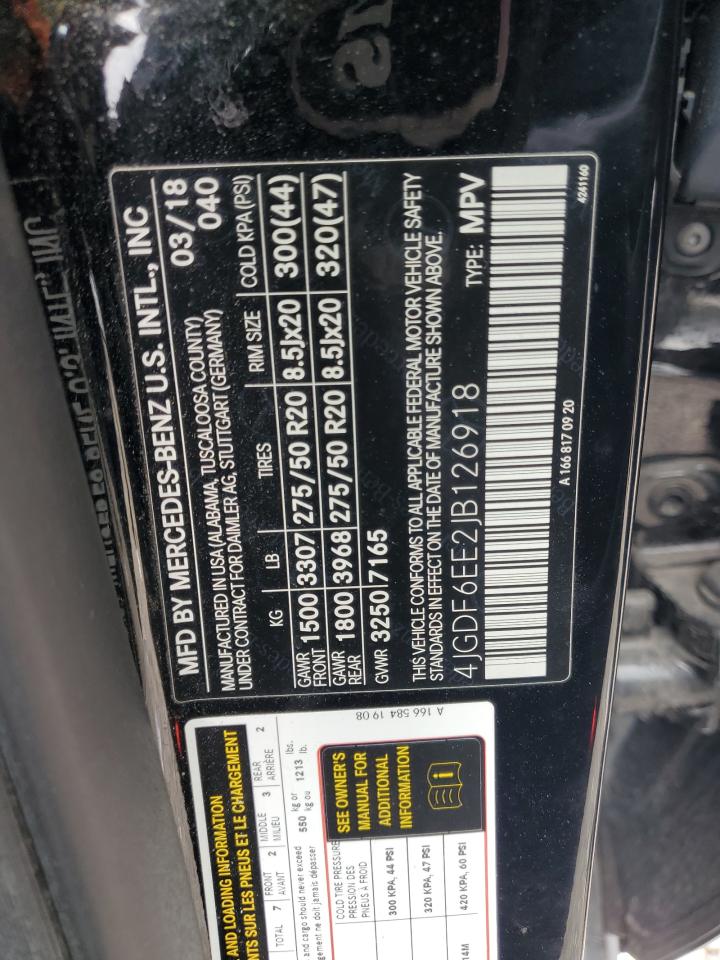 MFD BY MERCEDES-BENZ U.S. INTL., INC
MANUFACTURED IN USA (ALABAMA, TUSCALOOSA COUNTY) 03/18
UNDER CONTRACT FOR DAIMLER AG, STUTTGART (GERMANY) 040
KG LB TIRES RIM SIZE COLD KPA (PSI)
GAWR FRONT 1500 3307 275/50 R20 8.5Jx20 300(44)
GAWR REAR 1800 3968 275/50 R20 8.5Jx20 320(47)
GVWR 3250 7165
THIS VEHICLE CONFORMS TO ALL APPLICABLE FEDERAL MOTOR VEHICLE SAFETY
STANDARDS IN EFFECT ON THE DATE OF MANUFACTURE SHOWN ABOVE.
4JGDF6EE2JB126918 TYPE: MPV
A 166 817 09 20 4241160
AND LOADING INFORMATION
SUR LES PNEUS ET LE CHARGEMENT
TOTAL 7 FRONT AVANT 2 MIDDLE MILIEU 3 REAR ARRIÈRE 2
and cargo should never exceed 550 kg or 1213 lbs.
ne doit jamais dépasser kg ou lb.
COLD TIRE PRESSURE
PRESSION DES
PNEUS À FROID
300 KPA, 44 PSI
320 KPA, 47 PSI
420 KPA, 60 PSI
SEE OWNER'S
MANUAL FOR
ADDITIONAL
INFORMATION
A 166 584 19 08